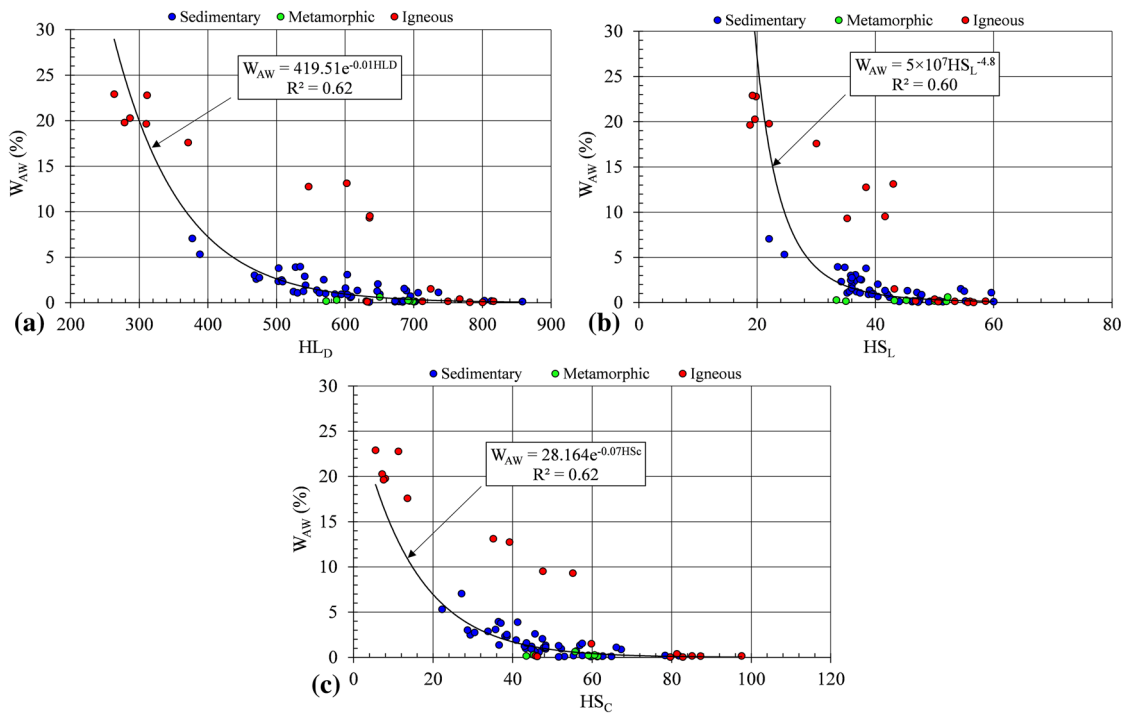 Sedimentary Metamorphic Igneous
30
25
20
15
10
5
0
W_AW (%)
W_AW = 419.51e^-0.01HLD
R² = 0.62
200 300 400 500 600 700 800 900
(a)
HL_D
Sedimentary Metamorphic Igneous
30
25
20
15
10
5
0
W_AW (%)
W_AW = 5×10⁷HS_L^-4.8
R² = 0.60
0 20 40 60 80
(b)
HS_L
Sedimentary Metamorphic Igneous
30
25
20
15
10
5
0
W_AW (%)
W_AW = 28.164e^-0.07HSc
R² = 0.62
0 20 40 60 80 100 120
(c)
HS_C